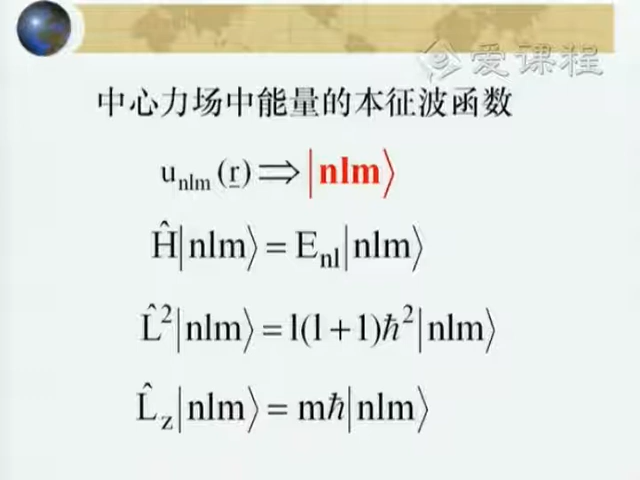 爱课程
中心力场中能量的本征波函数
u_nlm (r) ⇒ |nlm⟩
Ĥ|nlm⟩ = E_nl|nlm⟩
L̂²|nlm⟩ = l(l+1)ħ²|nlm⟩
L̂_z|nlm⟩ = mħ|nlm⟩